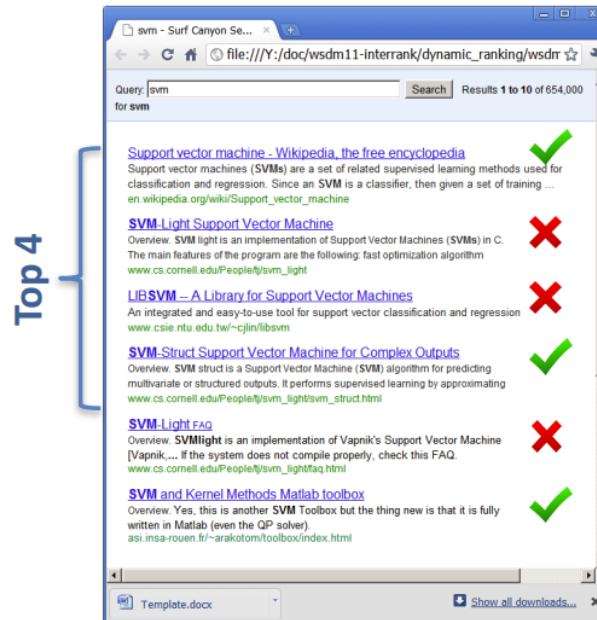 svm - Surf Canyon Se...
file:///Y:/doc/wsdm11-interrank/dynamic_ranking/wsdm
Query: svm Search Results 1 to 10 of 654,000
for svm
Top 4
Support vector machine - Wikipedia, the free encyclopedia
Support vector machines (SVMs) are a set of related supervised learning methods used for
classification and regression. Since an SVM is a classifier, then given a set of training ...
en.wikipedia.org/wiki/Support_vector_machine
SVM-Light Support Vector Machine
Overview. SVM light is an implementation of Support Vector Machines (SVMs) in C.
The main features of the program are the following: fast optimization algorithm
www.cs.cornell.edu/People/tj/svm_light
LIBSVM -- A Library for Support Vector Machines
An integrated and easy-to-use tool for support vector classification and regression
www.csie.ntu.edu.tw/~cjlin/libsvm
SVM-Struct Support Vector Machine for Complex Outputs
Overview. SVM struct is a Support Vector Machine (SVM) algorithm for predicting
multivariate or structured outputs. It performs supervised learning by approximating
www.cs.cornell.edu/People/tj/svm_light/svm_struct.html
SVM-Light FAQ
Overview. SVMlight is an implementation of Vapnik's Support Vector Machine
[Vapnik,... If the system does not compile properly, check this FAQ.
www.cs.cornell.edu/People/tj/svm_light/faq.html
SVM and Kernel Methods Matlab toolbox
Overview. Yes, this is another SVM Toolbox but the thing new is that it is fully
written in Matlab (even the QP solver).
asi.insa-rouen.fr/~arakotom/toolbox/index.html
Template.docx
Show all downloads...